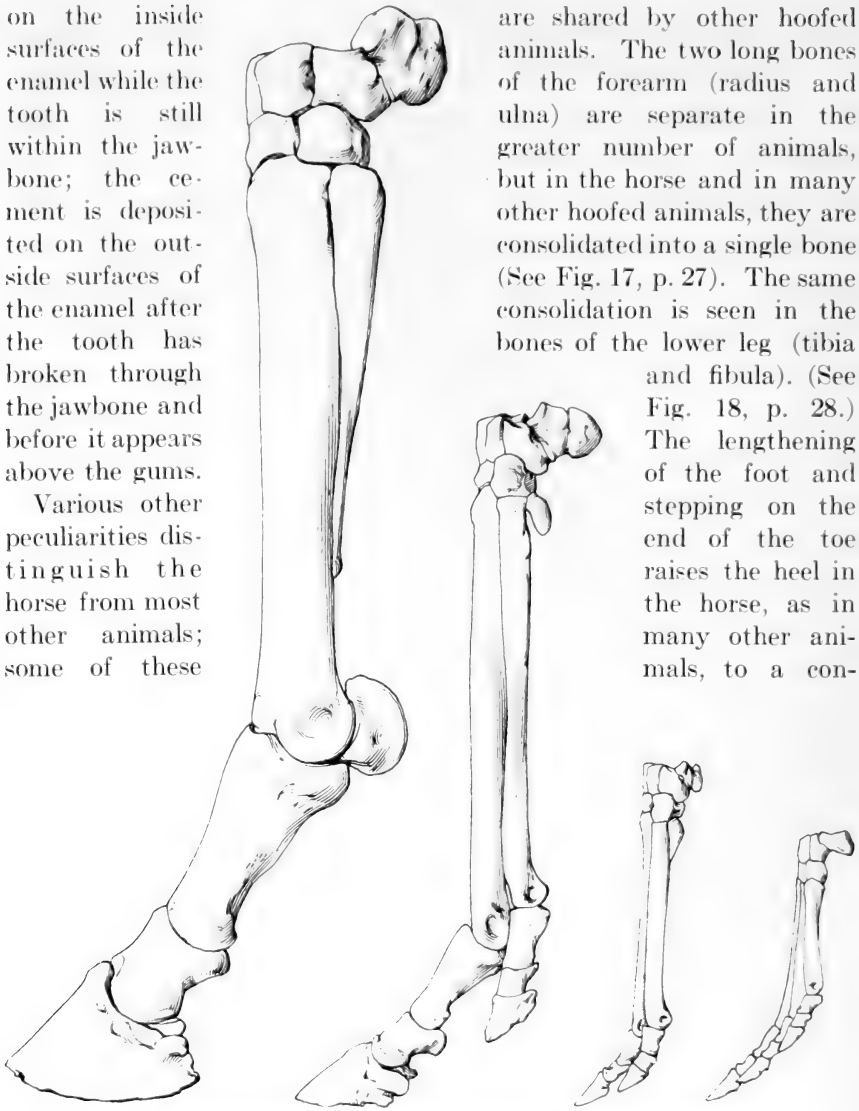 on the inside
surfaces of the
enamel while the
tooth is still
within the jaw-
bone; the ce-
ment is deposi-
ted on the out-
side surfaces of
the enamel after
the tooth has
broken through
the jawbone and
before it appears
above the gums.
Various other
peculiarities dis-
tinguish the
horse from most
other animals;
some of these
are shared by other hoofed
animals. The two long bones
of the forearm (radius and
ulna) are separate in the
greater number of animals,
but in the horse and in many
other hoofed animals, they are
consolidated into a single bone
(See Fig. 17, p. 27). The same
consolidation is seen in the
bones of the lower leg (tibia
and fibula). (See
Fig. 18, p. 28.)
The lengthening
of the foot and
stepping on the
end of the toe
raises the heel in
the horse, as in
many other ani-
mals, to a con-